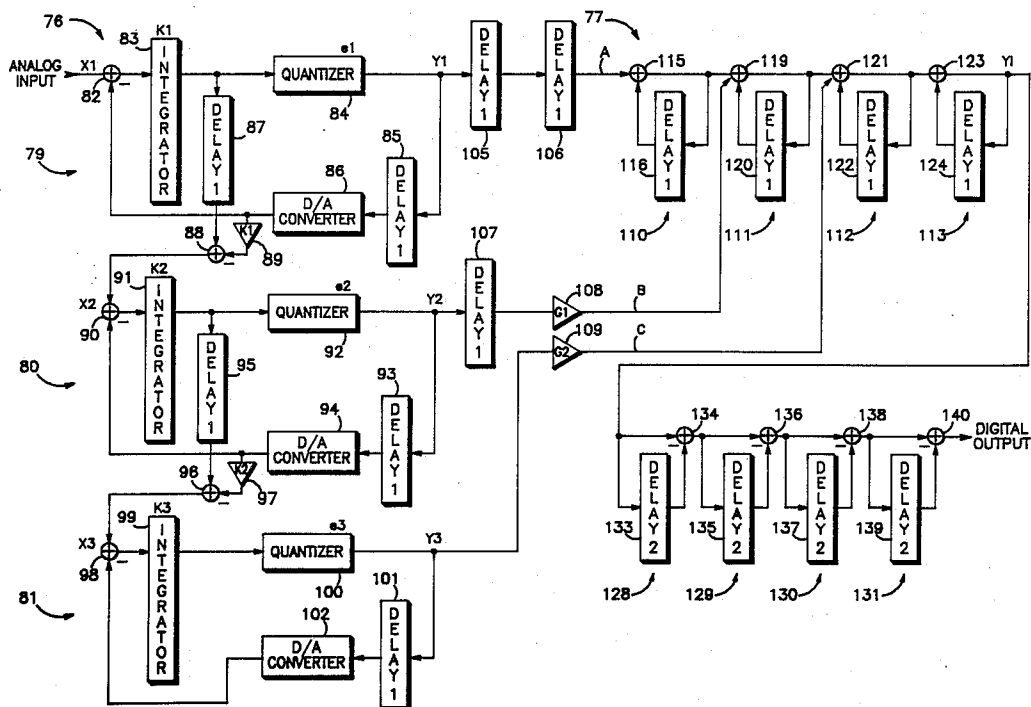 76
K1
83
X1
ANALOG INPUT
82
INTEGRATOR
e1
QUANTIZER
84
Y1
DELAY 1
105
DELAY 1
106
A
77
115
119
121
123
YI
DELAY 1
116
110
DELAY 1
120
111
DELAY 1
122
112
DELAY 1
124
113
87
DELAY 1
85
DELAY 1
86
D/A CONVERTER
79
88
K1
89
91
K2
X2
90
INTEGRATOR
e2
QUANTIZER
92
Y2
107
DELAY 1
G1
108
B
G2
109
C
80
DELAY 1
95
93
DELAY 1
94
D/A CONVERTER
96
K2
97
99
K3
X3
98
INTEGRATOR
e3
QUANTIZER
100
Y3
81
101
DELAY 1
102
D/A CONVERTER
134
136
138
140
DIGITAL OUTPUT
133
DELAY 2
128
135
DELAY 2
129
137
DELAY 2
130
139
DELAY 2
131